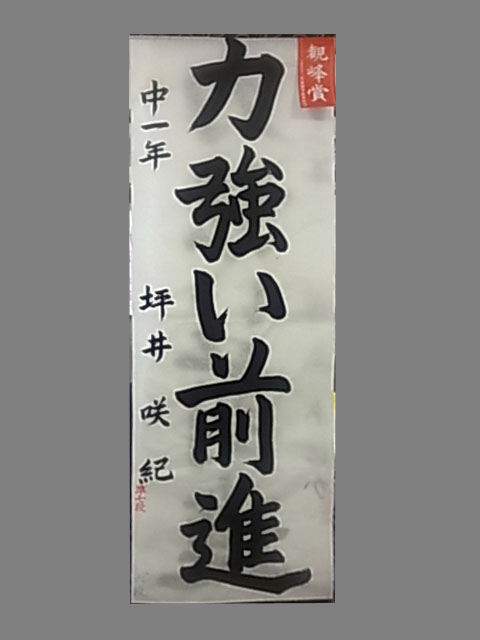 観峰賞
力強い前進
中一年 坪井咲紀